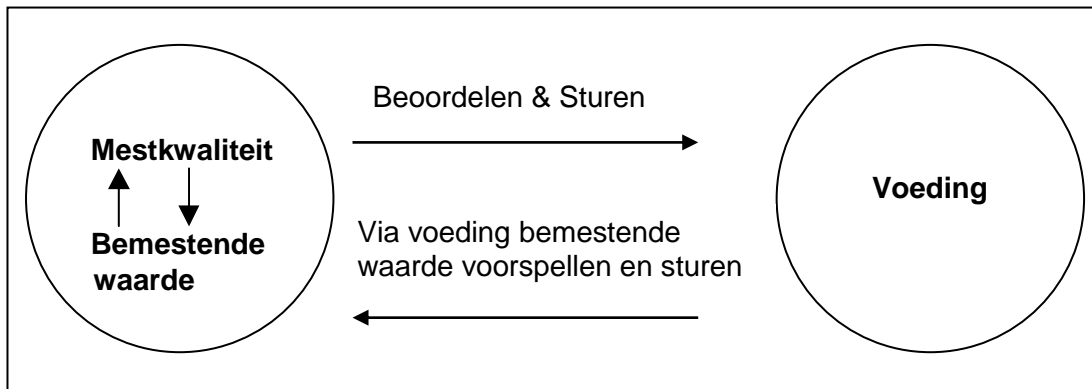 Mestkwaliteit
Bemestende
waarde
Beoordelen & Sturen
Via voeding bemestende
waarde voorspellen en sturen
Voeding